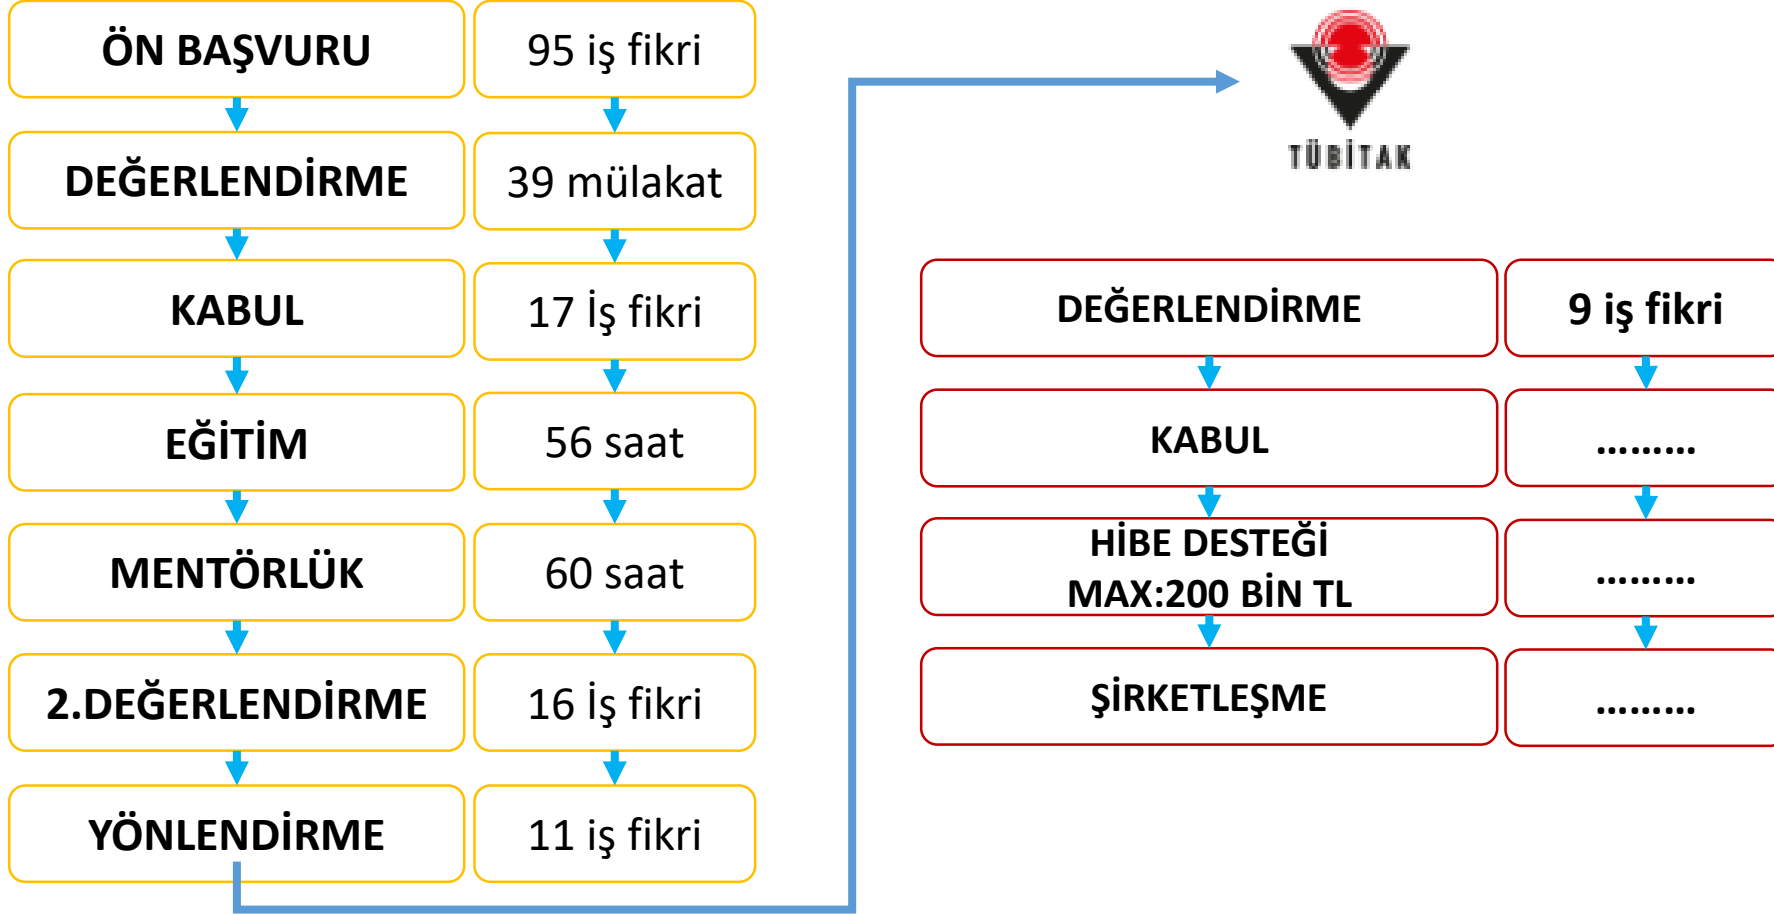 ÖN BAŞVURU
95 iş fikri
DEĞERLENDİRME
39 mülakat
KABUL
17 İş fikri
EĞİTİM
56 saat
MENTÖRLÜK
60 saat
2.DEĞERLENDİRME
16 İş fikri
YÖNLENDİRME
11 iş fikri
TÜBİTAK
DEĞERLENDİRME
9 iş fikri
KABUL
.........
HİBE DESTEĞİ
MAX:200 BİN TL
.........
ŞİRKETLEŞME
.........